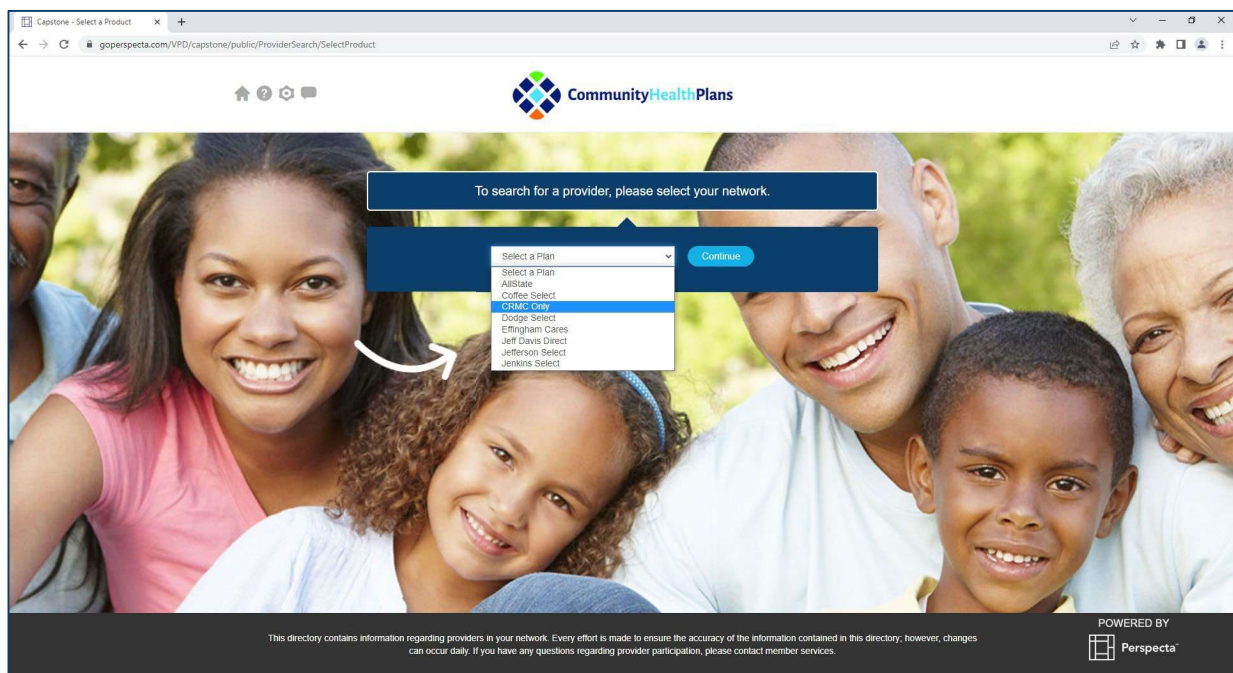 Capstone - Select a Product
goperspecta.com/VPD/capstone/public/ProviderSearch/SelectProduct
CommunityHealthPlans
To search for a provider, please select your network.
Select a Plan
Continue
Select a Plan
AllState
Coffee Select
CRMC Only
Dodge Select
Effingham Cares
Jeff Davis Direct
Jefferson Select
Jenkins Select
This directory contains information regarding providers in your network. Every effort is made to ensure the accuracy of the information contained in this directory; however, changes
can occur daily. If you have any questions regarding provider participation, please contact member services.
POWERED BY
Perspecta